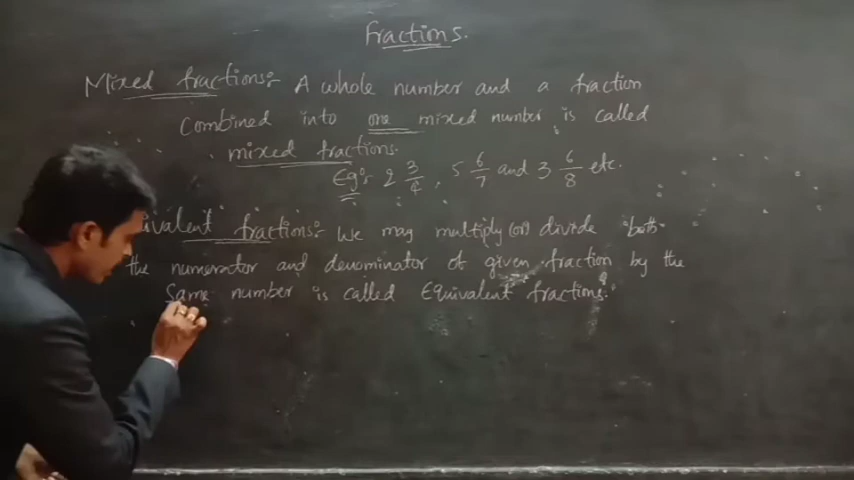 Fractions.
Mixed fractions:- A whole number and a fraction
Combined into one mixed number is called
mixed fractions.
Eg:- 2 3/4, 5 6/7 and 3 6/8 etc.
ivalent fractions:- We may multiply (or) divide both
the numerator and denominator of given fraction by the
Same number is called Equivalent fractions.